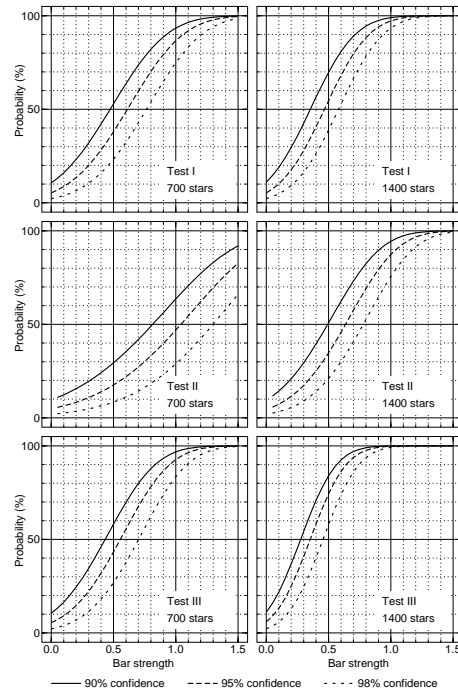 100
50
0
Probability (%)
Test I
700 stars
Test I
1400 stars
100
50
0
Probability (%)
Test II
700 stars
Test II
1400 stars
100
50
0
Probability (%)
Test III
700 stars
Test III
1400 stars
0.0 0.5 1.0 1.5 0.0 0.5 1.0 1.5
Bar strength Bar strength
90% confidence 95% confidence 98% confidence